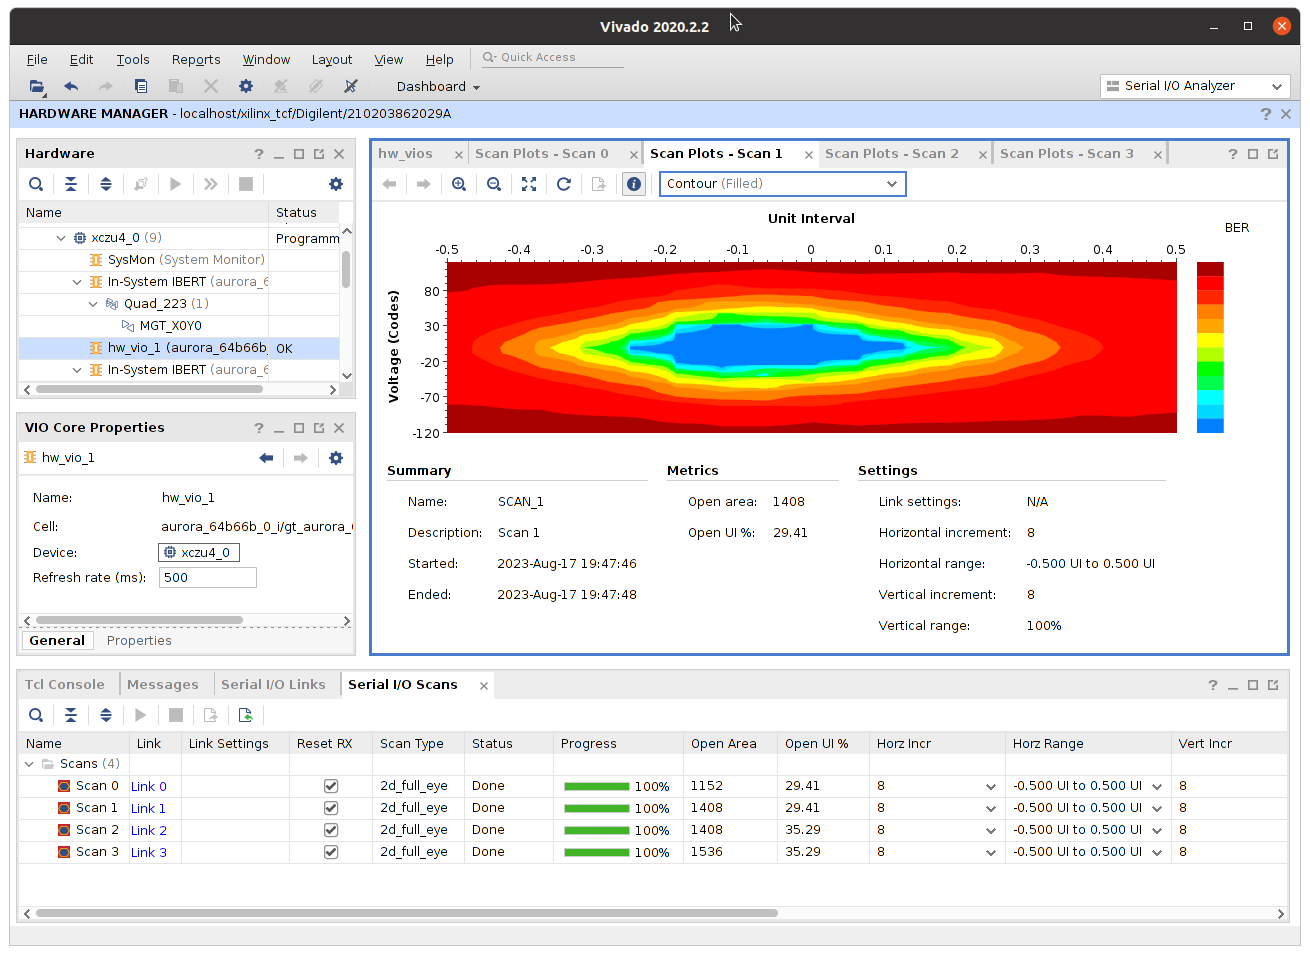 Vivado 2020.2.2
File Edit Tools Reports Window Layout View Help Quick Access
Dashboard Serial I/O Analyzer
HARDWARE MANAGER - localhost/xilinx_tcf/Digilent/210203862029A
Hardware
Name Status
xczu4_0 (9) Programm
SysMon (System Monitor)
In-System IBERT (aurora_6
Quad_223 (1)
MGT_X0Y0
hw_vio_1 (aurora_64b66b_ OK
In-System IBERT (aurora_6
VIO Core Properties
hw_vio_1
Name: hw_vio_1
Cell: aurora_64b66b_0_i/gt_aurora_
Device: xczu4_0
Refresh rate (ms): 500
General Properties
hw_vios Scan Plots - Scan 0 Scan Plots - Scan 1 Scan Plots - Scan 2 Scan Plots - Scan 3
Contour (Filled)
Unit Interval
BER
-0.5 -0.4 -0.3 -0.2 -0.1 0 0.1 0.2 0.3 0.4 0.5
Voltage (Codes)
80
30
-20
-70
-120
Summary
Name: SCAN_1
Description: Scan 1
Started: 2023-Aug-17 19:47:46
Ended: 2023-Aug-17 19:47:48
Metrics
Open area: 1408
Open UI %: 29.41
Settings
Link settings: N/A
Horizontal increment: 8
Horizontal range: -0.500 UI to 0.500 UI
Vertical increment: 8
Vertical range: 100%
Tcl Console Messages Serial I/O Links Serial I/O Scans
Name Link Link Settings Reset RX Scan Type Status Progress Open Area Open UI % Horz Incr Horz Range Vert Incr
Scans (4)
Scan 0 Link 0 2d_full_eye Done 100% 1152 29.41 8 -0.500 UI to 0.500 UI 8
Scan 1 Link 1 2d_full_eye Done 100% 1408 29.41 8 -0.500 UI to 0.500 UI 8
Scan 2 Link 2 2d_full_eye Done 100% 1408 35.29 8 -0.500 UI to 0.500 UI 8
Scan 3 Link 3 2d_full_eye Done 100% 1536 35.29 8 -0.500 UI to 0.500 UI 8